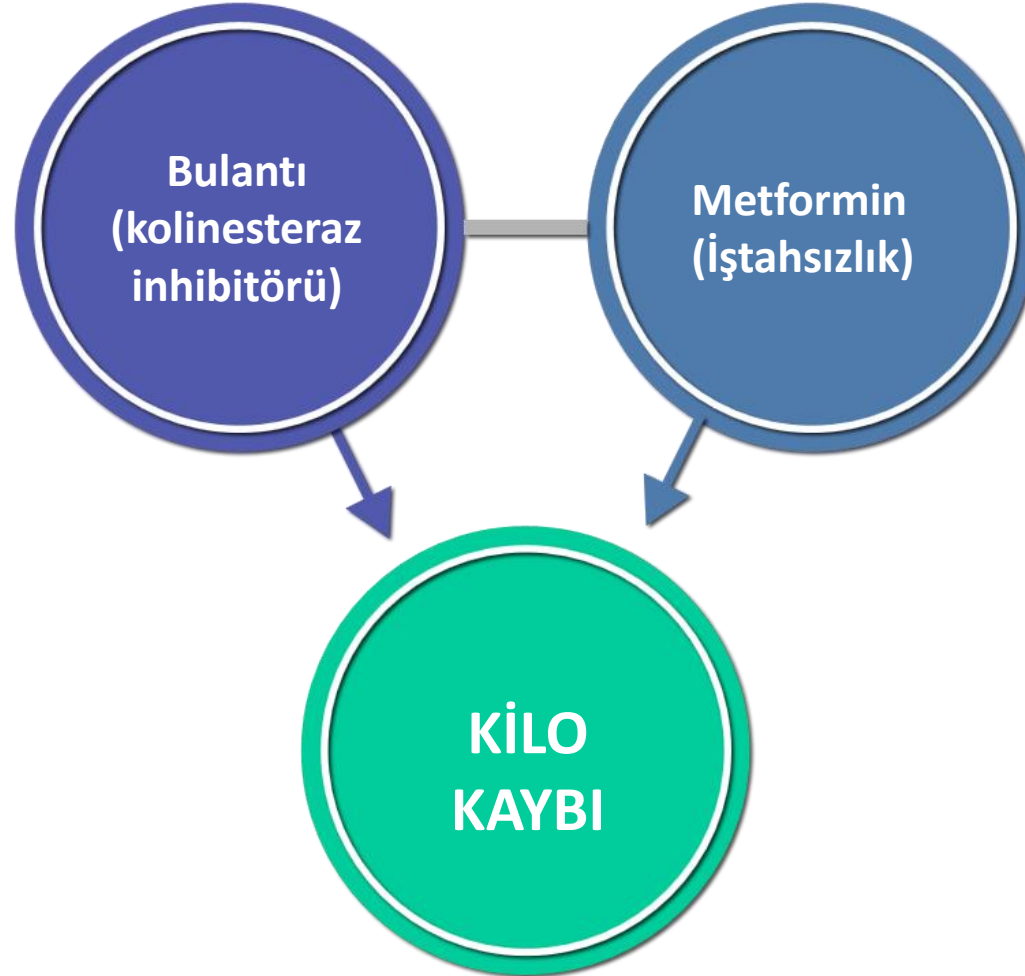 Bulantı
(kolinesteraz
inhibitörü)
Metformin
(İştahsızlık)
KİLO
KAYBI